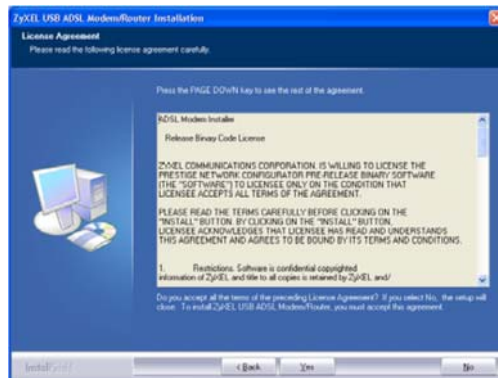 ZyXEL USB ADSL Modem/Router Installation
License Agreement
Please read the following license agreement carefully.
Press the PAGE DOWN key to see the rest of the agreement.
ADSL Modem Installer
Release Binary Code License
ZYXEL COMMUNICATIONS CORPORATION. IS WILLING TO LICENSE THE
PRESTIGE NETWORK CONFIGURATOR PRE-RELEASE BINARY SOFTWARE
(THE "SOFTWARE") TO LICENSEE ONLY ON THE CONDITION THAT
LICENSEE ACCEPTS ALL TERMS OF THE AGREEMENT.
PLEASE READ THE TERMS CAREFULLY BEFORE CLICKING ON THE
"INSTALL" BUTTON. BY CLICKING ON THE "INSTALL" BUTTON,
LICENSEE ACKNOWLEDGES THAT LICENSEE HAS READ AND UNDERSTANDS
THIS AGREEMENT AND AGREES TO BE BOUND BY ITS TERMS AND CONDITIONS.
1. Restrictions. Software is confidential copyrighted
information of ZyXEL and title to all copies is retained by ZyXEL and/
Do you accept all the terms of the preceding License Agreement? If you select No, the setup will
close. To install ZyXEL USB ADSL Modem/Router, you must accept this agreement.
InstallShield
< Back
Yes
No